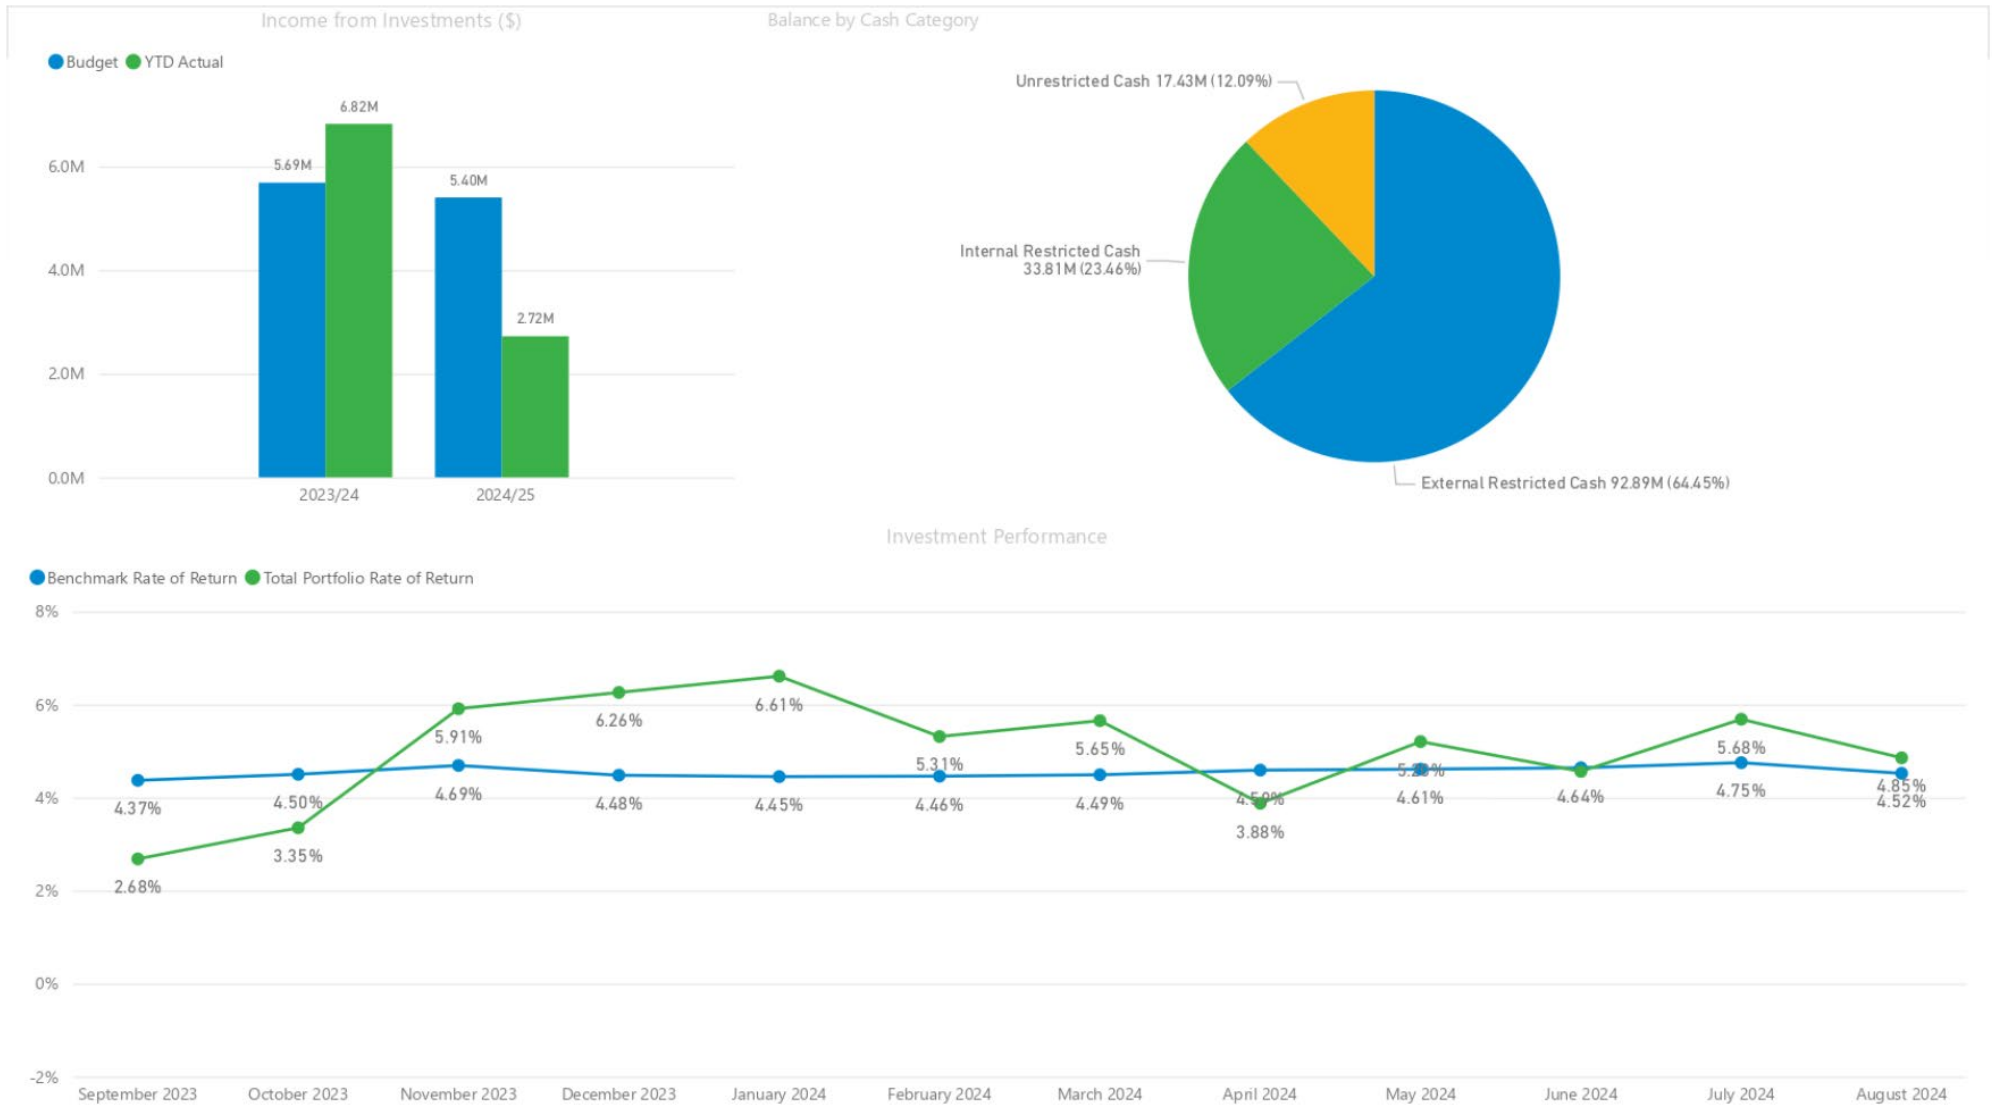 Income from Investments ($)
Balance by Cash Category
Budget YTD Actual
6.82M
5.69M
5.40M
2.72M
6.0M
4.0M
2.0M
0.0M
2023/24 2024/25
Unrestricted Cash 17.43M (12.09%)
Internal Restricted Cash
33.81M (23.46%)
External Restricted Cash 92.89M (64.45%)
Investment Performance
Benchmark Rate of Return Total Portfolio Rate of Return
8%
6%
4%
2%
0%
-2%
5.91% 6.26% 6.61% 5.31% 5.65% 5.68% 4.85%
4.37% 4.50% 4.69% 4.48% 4.45% 4.46% 4.49% 4.61% 4.64% 4.75% 4.52%
2.68% 3.35% 3.88%
September 2023 October 2023 November 2023 December 2023 January 2024 February 2024 March 2024 April 2024 May 2024 June 2024 July 2024 August 2024